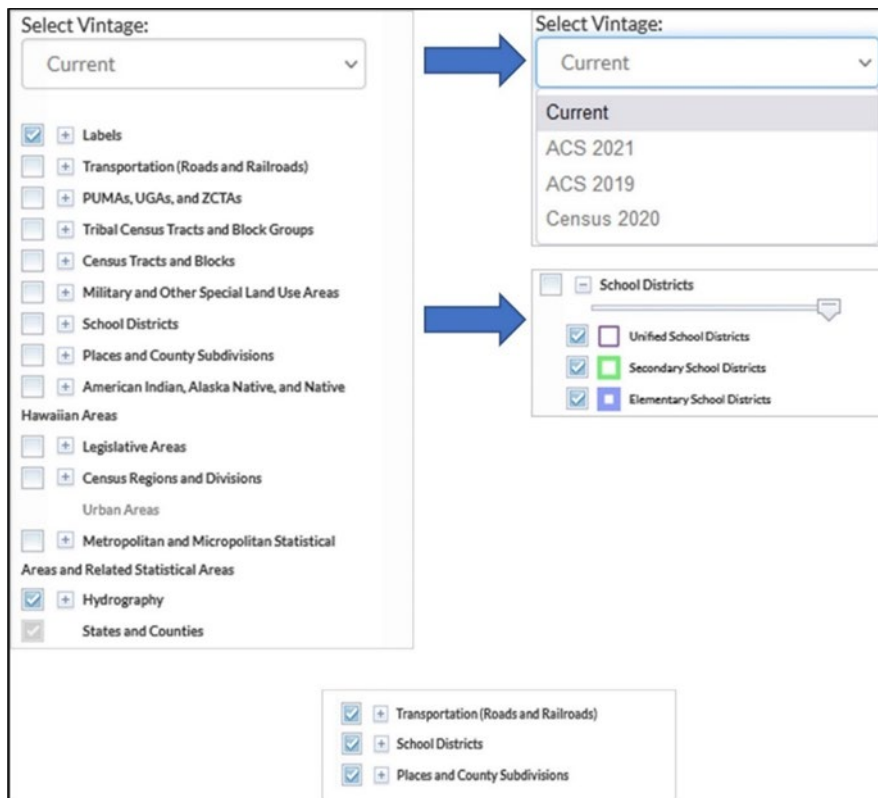 Select Vintage:
Current
Labels
Transportation (Roads and Railroads)
PUMAs, UGAs, and ZCTAs
Tribal Census Tracts and Block Groups
Census Tracts and Blocks
Military and Other Special Land Use Areas
School Districts
Places and County Subdivisions
American Indian, Alaska Native, and Native
Hawaiian Areas
Legislative Areas
Census Regions and Divisions
Urban Areas
Metropolitan and Micropolitan Statistical
Areas and Related Statistical Areas
Hydrography
States and Counties
Select Vintage:
Current
Current
ACS 2021
ACS 2019
Census 2020
School Districts
Unified School Districts
Secondary School Districts
Elementary School Districts
Transportation (Roads and Railroads)
School Districts
Places and County Subdivisions